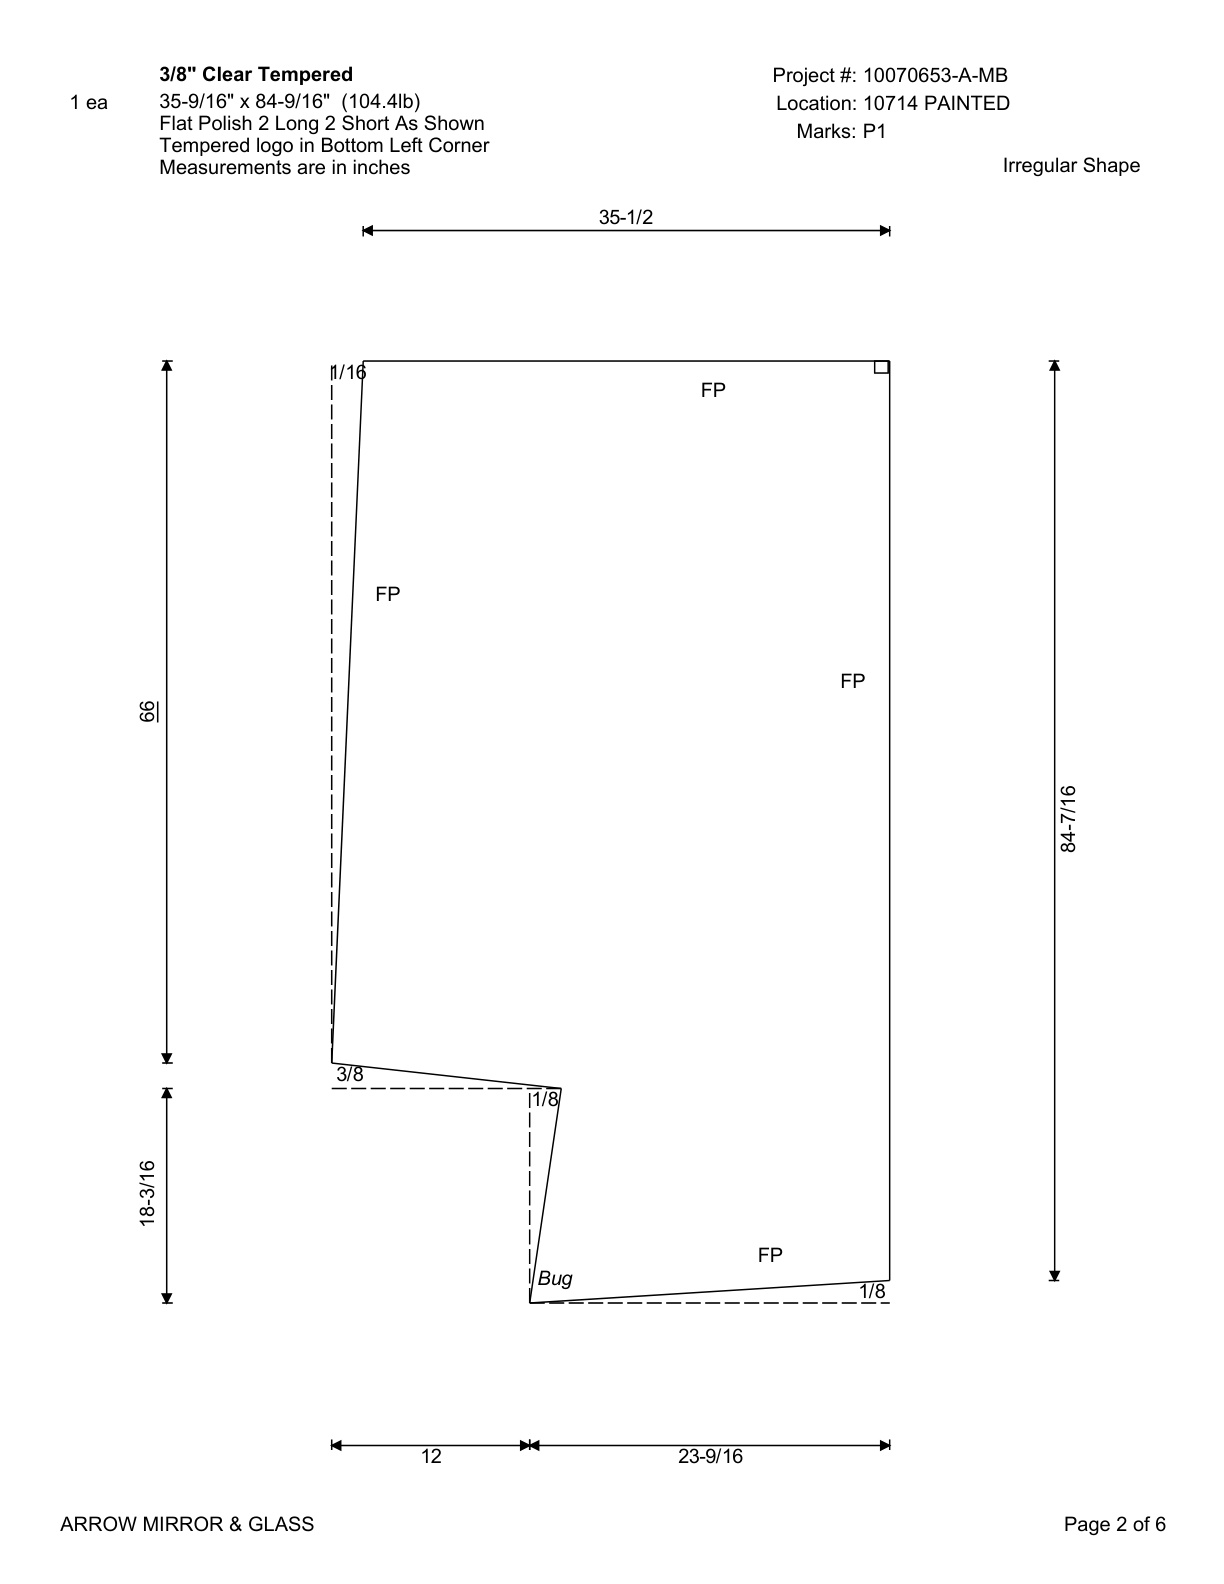 3/8" Clear Tempered
Project #: 10070653-A-MB
1 ea
35-9/16" x 84-9/16" (104.4lb)
Location: 10714 PAINTED
Flat Polish 2 Long 2 Short As Shown
Marks: P1
Tempered logo in Bottom Left Corner
Measurements are in inches
Irregular Shape
35-1/2
1/16
FP
FP
FP
66
84-7/16
3/8
1/8
18-3/16
FP
Bug
1/8
12
23-9/16
ARROW MIRROR & GLASS
Page 2 of 6